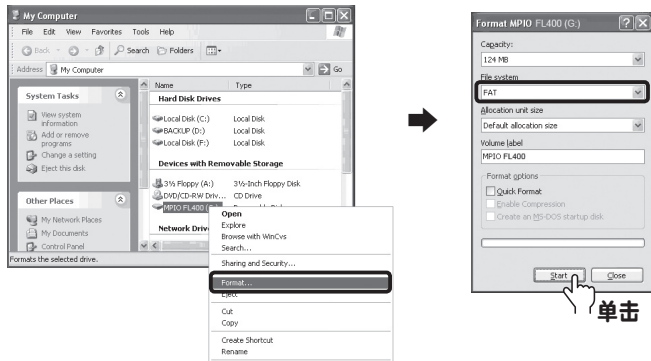 My Computer
File Edit View Favorites Tools Help
Back Search Folders
Address My Computer Go
System Tasks
View system information
Add or remove programs
Change a setting
Eject this disk
Other Places
My Network Places
My Documents
Control Panel
Name Type
Hard Disk Drives
Local Disk (C:) Local Disk
BACKUP (D:) Local Disk
Local Disk (F:) Local Disk
Devices with Removable Storage
3½ Floppy (A:) 3½-Inch Floppy Disk
DVD/CD-RW Driv... CD Drive
MPIO FL400
Network Driv
Formats the selected drive.
Open
Explore
Browse with WinCvs
Search...
Sharing and Security...
Format...
Eject
Cut
Copy
Create Shortcut
Rename
Format MPIO FL400 (G:)
Capacity:
124 MB
File system
FAT
Allocation unit size
Default allocation size
Volume label
MPIO FL400
Format options
Quick Format
Enable Compression
Create an MS-DOS startup disk
Start Close
单击